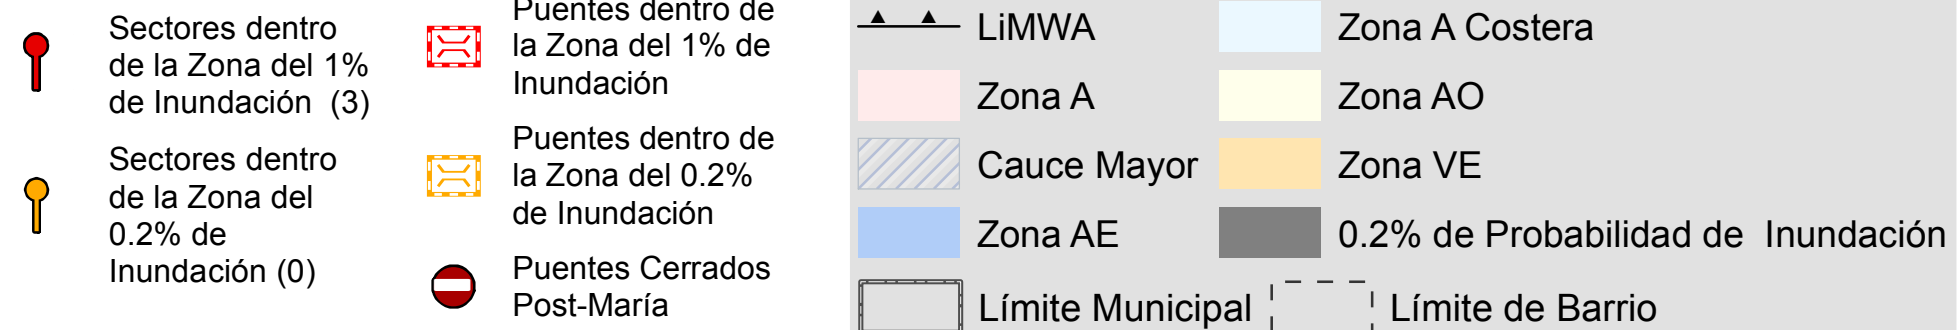 Sectores dentro
de la Zona del 1%
de Inundación (3)
Sectores dentro
de la Zona del
0.2% de
Inundación (0)
Puentes dentro de
la Zona del 1% de
Inundación
Puentes dentro de
la Zona del 0.2%
de Inundación
Puentes Cerrados
Post-María
LiMWA
Zona A
Cauce Mayor
Zona AE
Límite Municipal
Zona A Costera
Zona AO
Zona VE
0.2% de Probabilidad de Inundación
Límite de Barrio